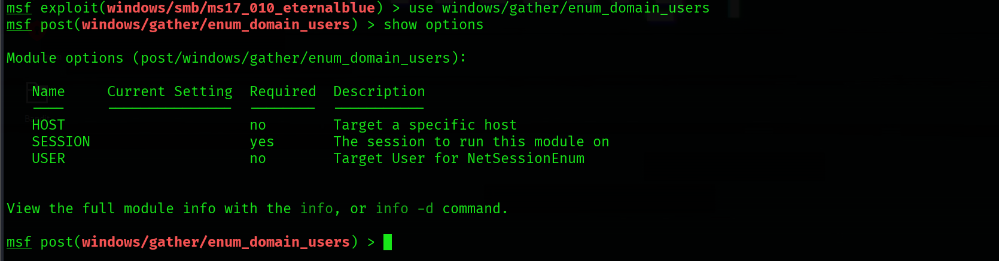 msf exploit(windows/smb/ms17_010_eternalblue) > use windows/gather/enum_domain_users
msf post(windows/gather/enum_domain_users) > show options
Module options (post/windows/gather/enum_domain_users):
Name Current Setting Required Description
---- --------------- -------- -----------
HOST no Target a specific host
SESSION yes The session to run this module on
USER no Target User for NetSessionEnum
View the full module info with the info, or info -d command.
msf post(windows/gather/enum_domain_users) >